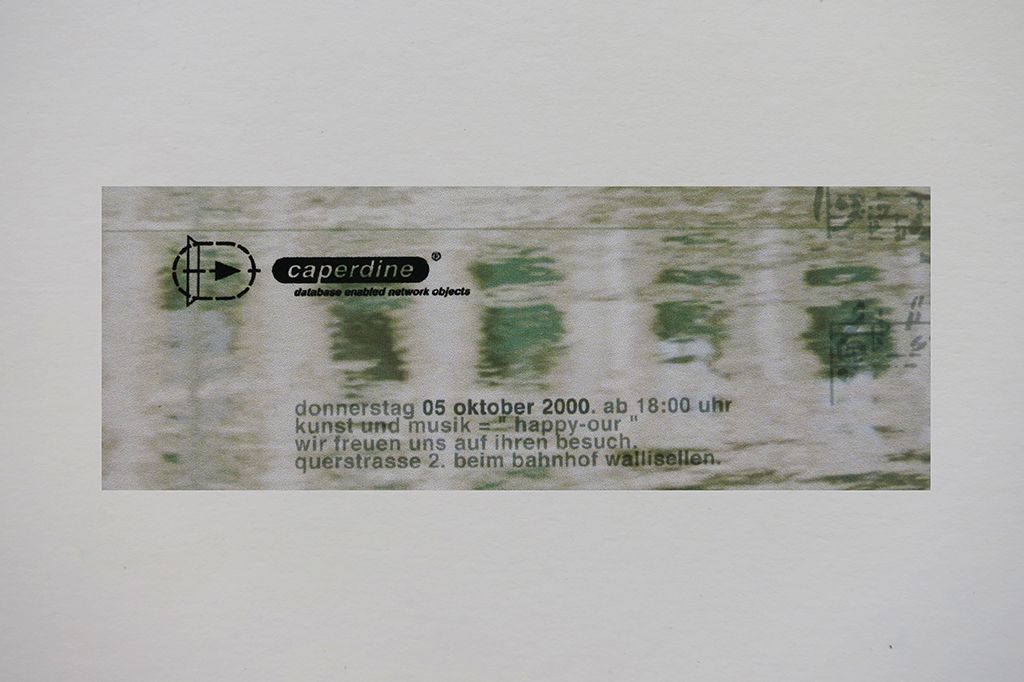 caperdine®
database enabled network objects
donnerstag 05 oktober 2000. ab 18:00 uhr
kunst und musik = " happy-our "
wir freuen uns auf ihren besuch.
querstrasse 2. beim bahnhof wallisellen.